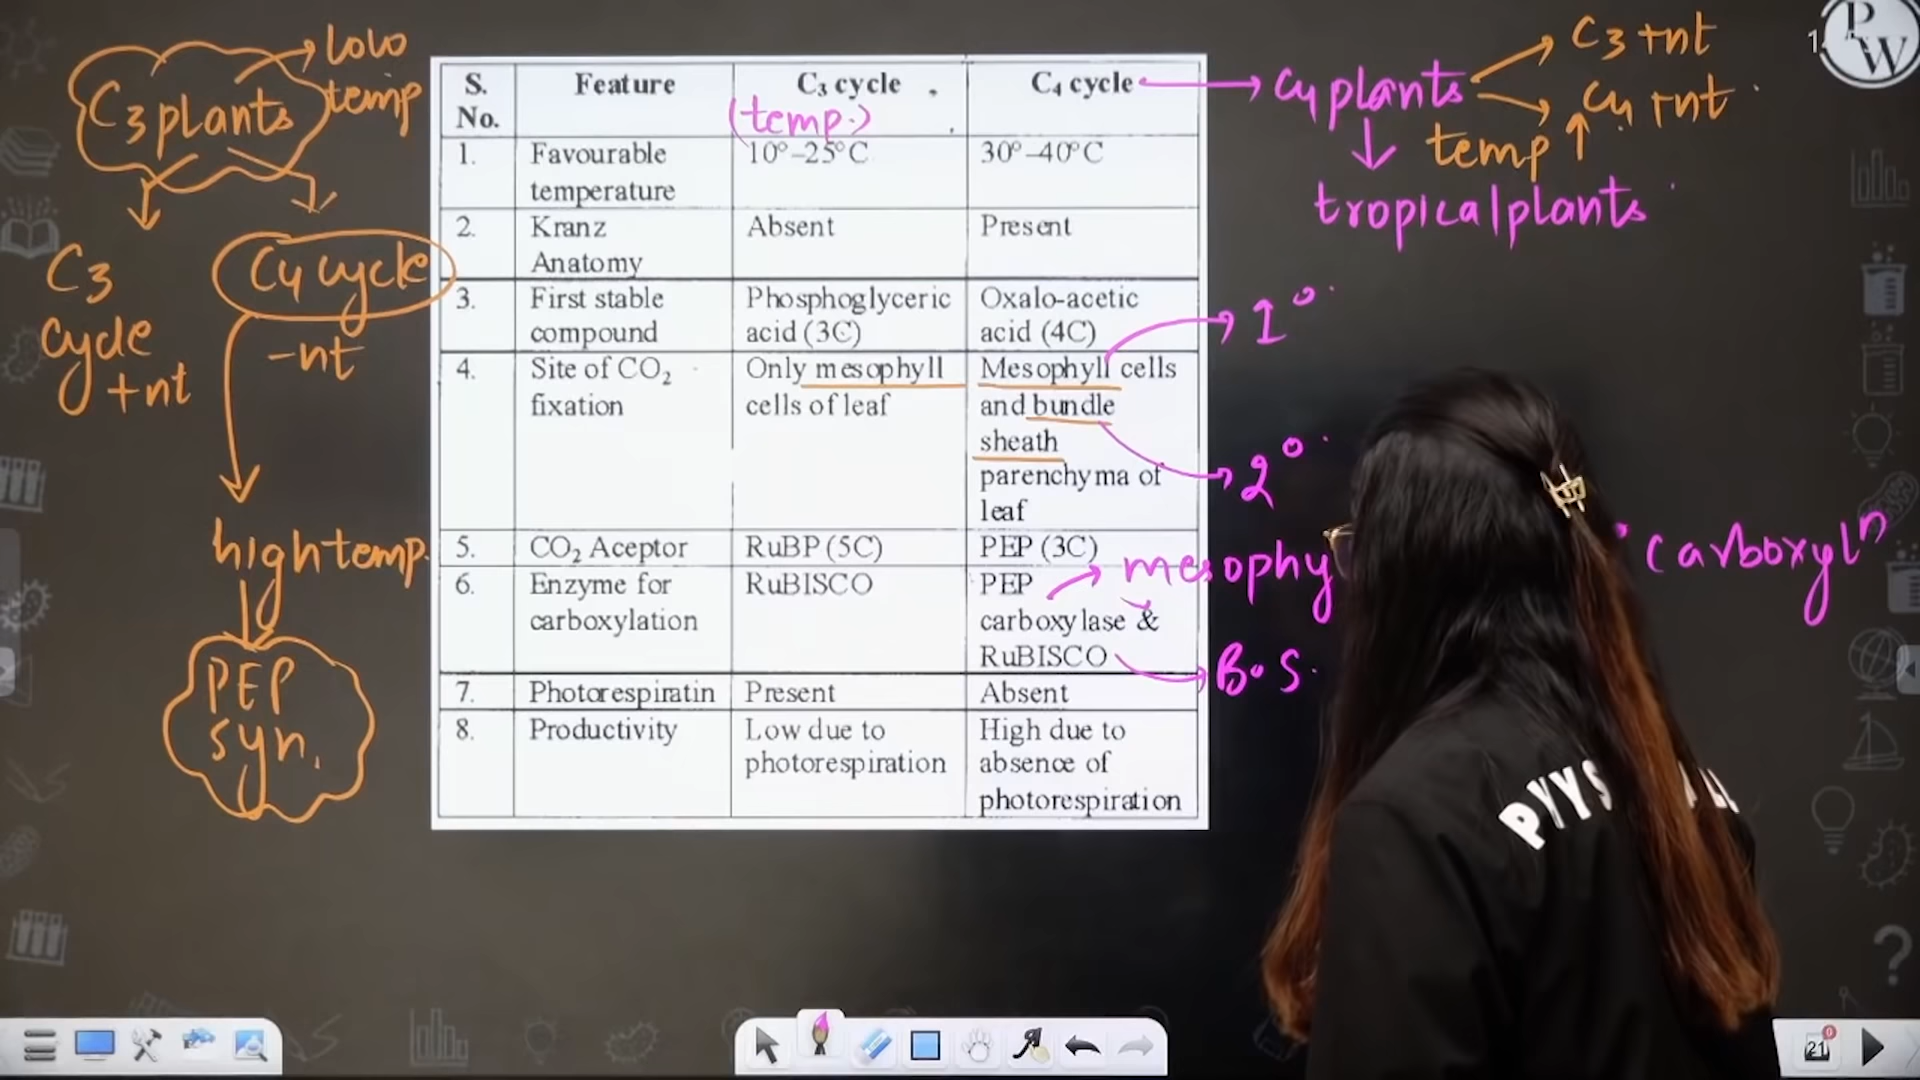 C3 plants
low
temp
C3
cycle
+nt
C4 cycle
-nt
high temp.
PEP
syn.
S. No. Feature C₃ cycle C₄ cycle
(temp.)
1. Favourable temperature 10°–25°C 30°–40°C
2. Kranz Anatomy Absent Present
3. First stable compound Phosphoglyceric acid (3C) Oxalo-acetic acid (4C)
4. Site of CO₂ fixation Only mesophyll cells of leaf Mesophyll cells and bundle sheath parenchyma of leaf
5. CO₂ Aceptor RuBP (5C) PEP (3C)
6. Enzyme for carboxylation RuBISCO PEP carboxylase & RuBISCO
7. Photorespiratin Present Absent
8. Productivity Low due to photorespiration High due to absence of photorespiration
C4 plants
C3 +nt
C4 +nt
temp ↑
tropical plants
1°
2°
mesophy
carboxylⁿ
B.S.
PW
21